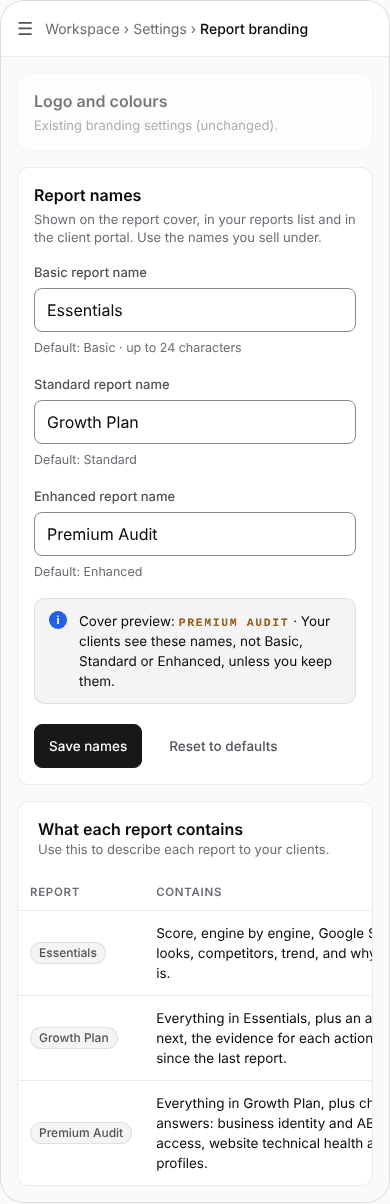 ☰ Workspace › Settings › Report branding
Logo and colours
Existing branding settings (unchanged).
Report names
Shown on the report cover, in your reports list and in
the client portal. Use the names you sell under.
Basic report name
Essentials
Default: Basic · up to 24 characters
Standard report name
Growth Plan
Default: Standard
Enhanced report name
Premium Audit
Default: Enhanced
Cover preview: PREMIUM AUDIT · Your
clients see these names, not Basic,
Standard or Enhanced, unless you keep
them.
Save names Reset to defaults
What each report contains
Use this to describe each report to your clients.
REPORT CONTAINS
Essentials
Score, engine by engine, Google
looks, competitors, trend, and why
is.
Growth Plan
Everything in Essentials, plus an
next, the evidence for each action
since the last report.
Premium Audit
Everything in Growth Plan, plus
answers: business identity and
access, website technical health
profiles.